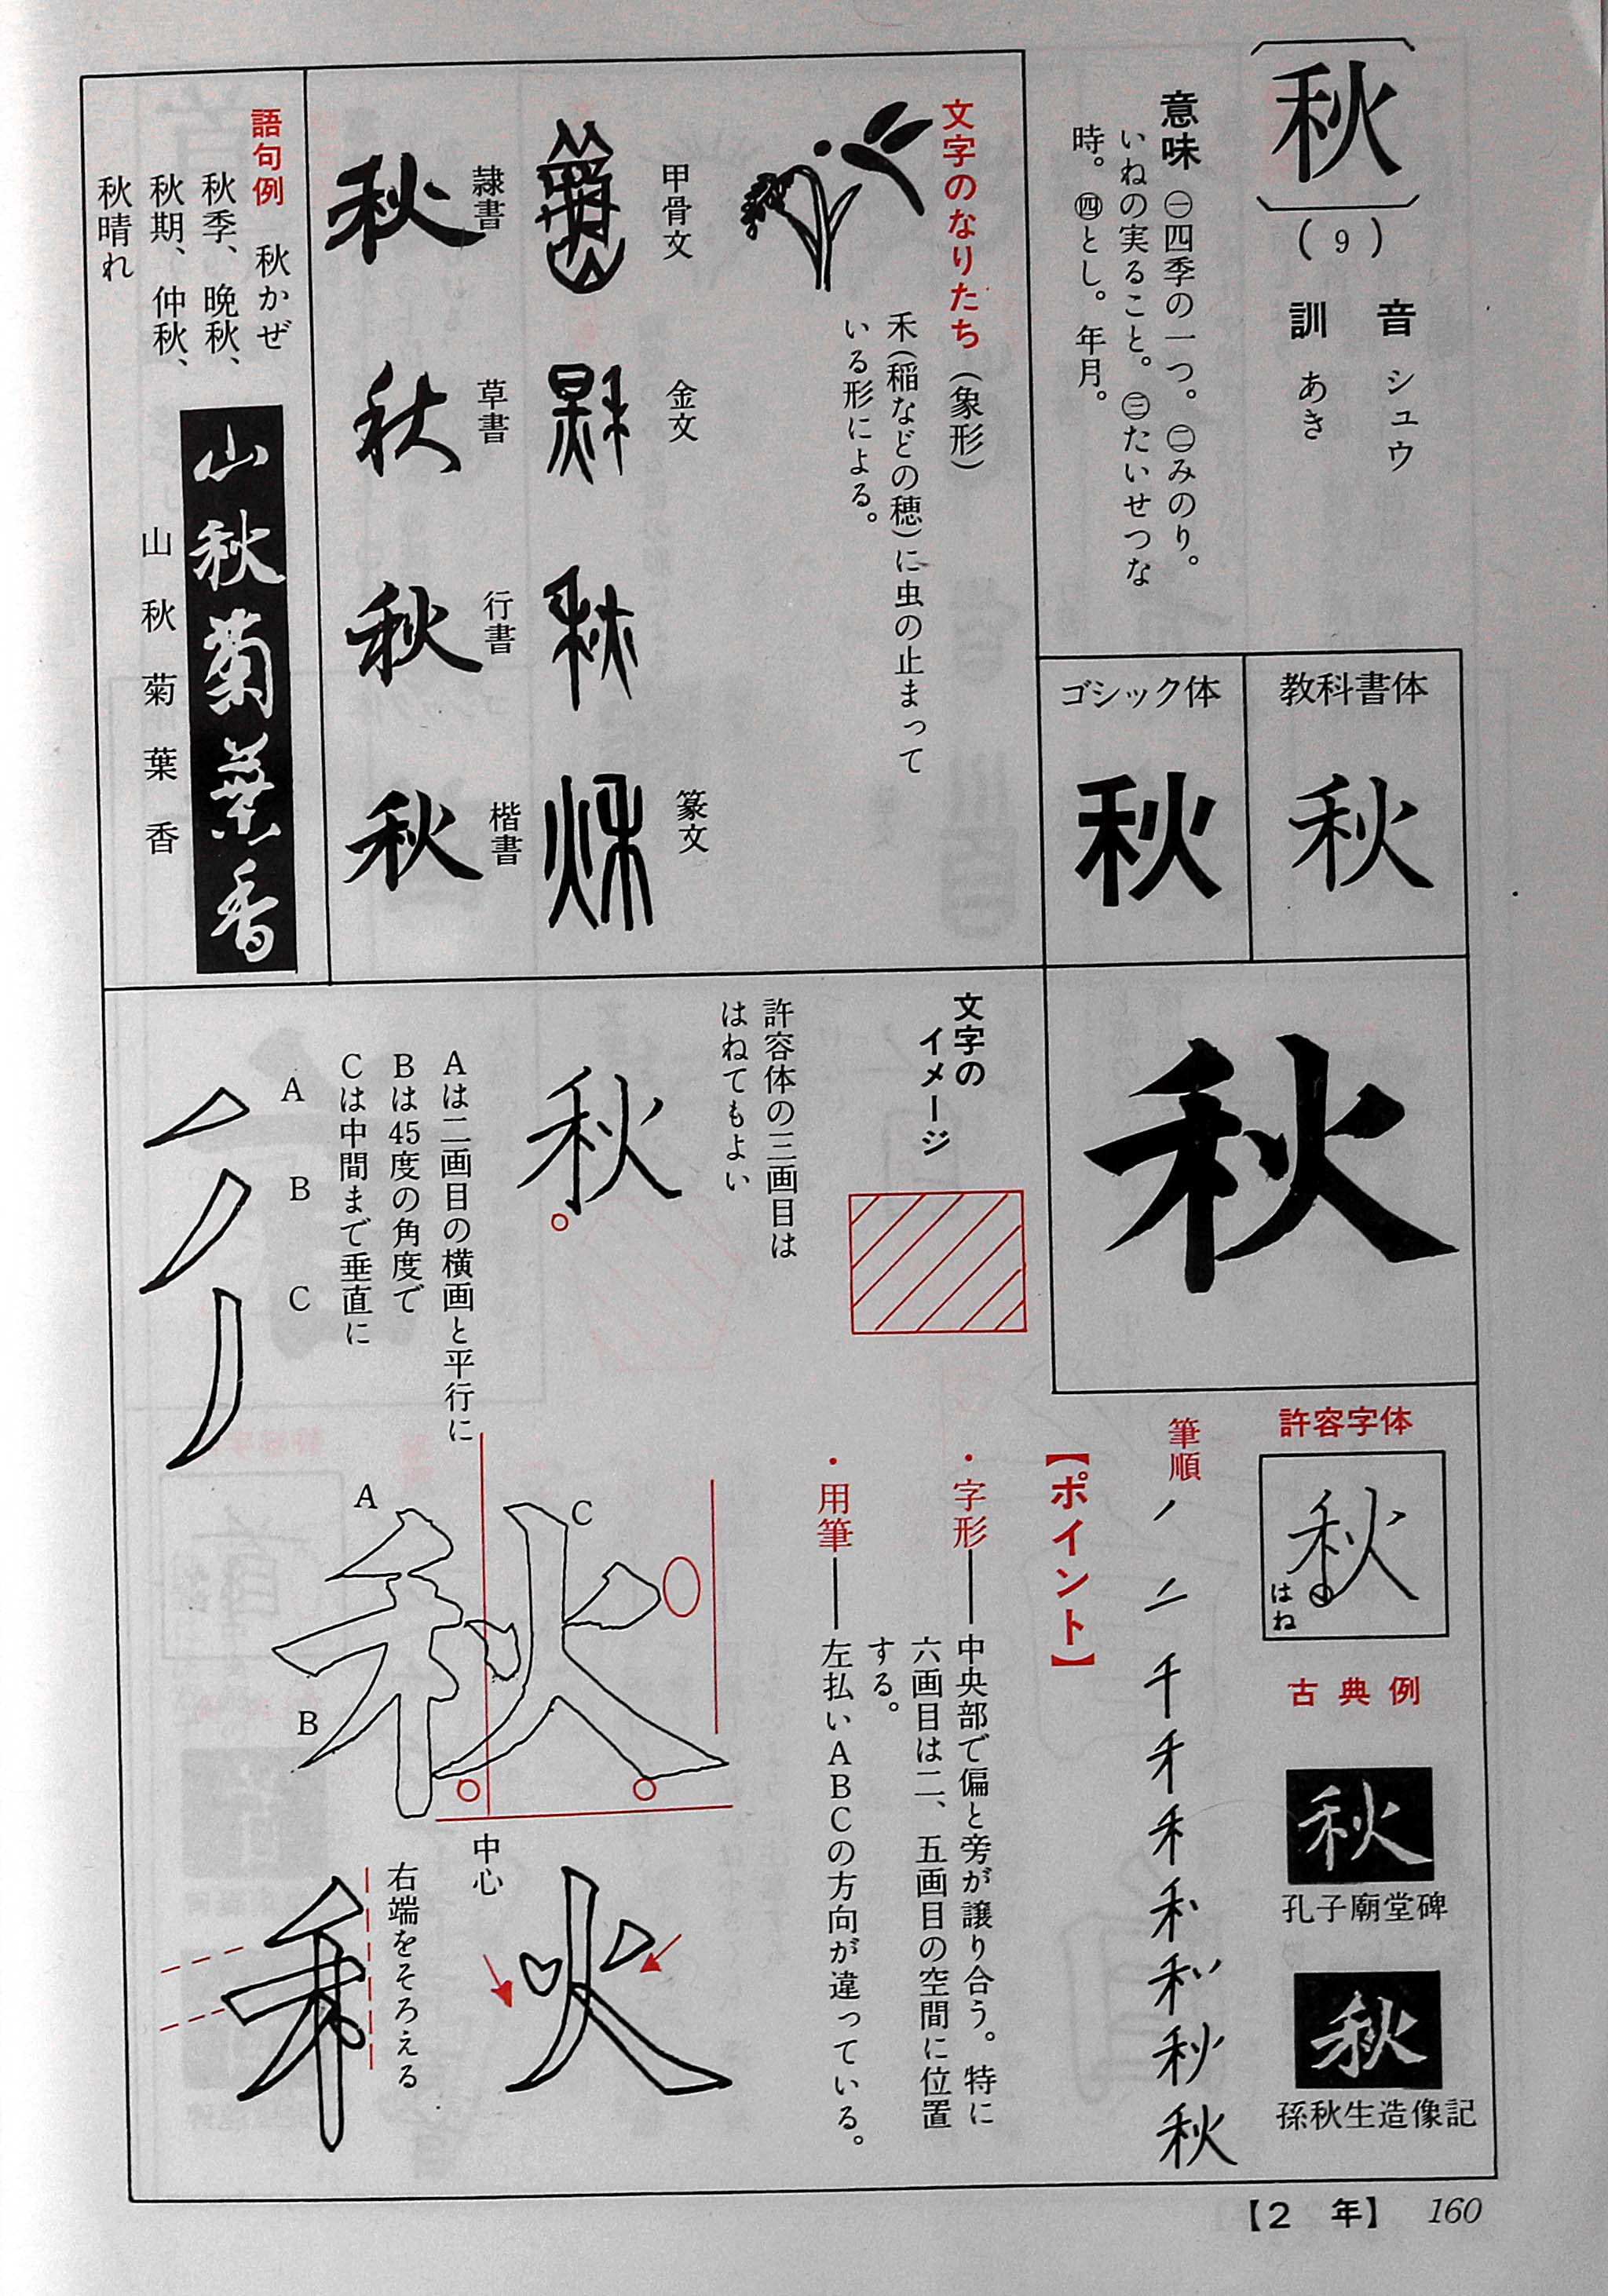 秋
(9)
音 シュウ
訓 あき
意味 ㊀四季の一つ。㊁みのり。
いねの実ること。㊂たいせつな
時。㊃とし。年月。
教科書体
秋
ゴシック体
秋
秋
文字のなりたち(象形)
禾(稲などの穂)に虫の止まって
いる形による。
甲骨文
金文
篆文
隷書
秋
草書
秋
行書
秋
楷書
秋
語句例 秋かぜ
秋季、晩秋、
秋期、仲秋、
秋晴れ
山秋菊葉香
山秋菊葉香
許容字体
秋
はね
古典例
秋
孔子廟堂碑
秋
孫秋生造像記
筆順
ノ 二 千 禾 禾 秋 秋
【ポイント】
・字形――中央部で偏と旁が譲り合う。特に
六画目は二、五画目の空間に位置
する。
・用筆――左払いABCの方向が違っている。
文字の
イメージ
許容体の三画目は
はねてもよい
秋
Aは二画目の横画と平行に
Bは45度の角度で
Cは中間まで垂直に
A
B
C
A
C
B
秋
中心
火
右端をそろえる
禾
【2 年】 160